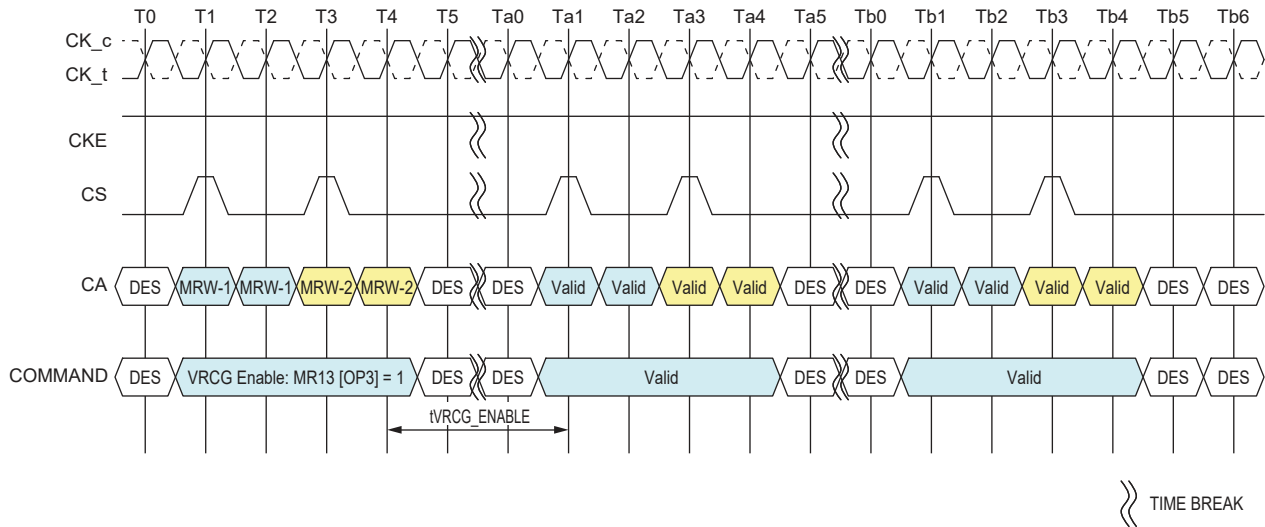 T0 T1 T2 T3 T4 T5 Ta0 Ta1 Ta2 Ta3 Ta4 Ta5 Tb0 Tb1 Tb2 Tb3 Tb4 Tb5 Tb6
CK_c
CK_t
CKE
CS
CA DES MRW-1 MRW-1 MRW-2 MRW-2 DES DES Valid Valid Valid Valid DES DES Valid Valid Valid Valid DES DES
COMMAND DES VRCG Enable: MR13 [OP3] = 1 DES DES Valid DES DES Valid DES DES
tVRCG_ENABLE
TIME BREAK